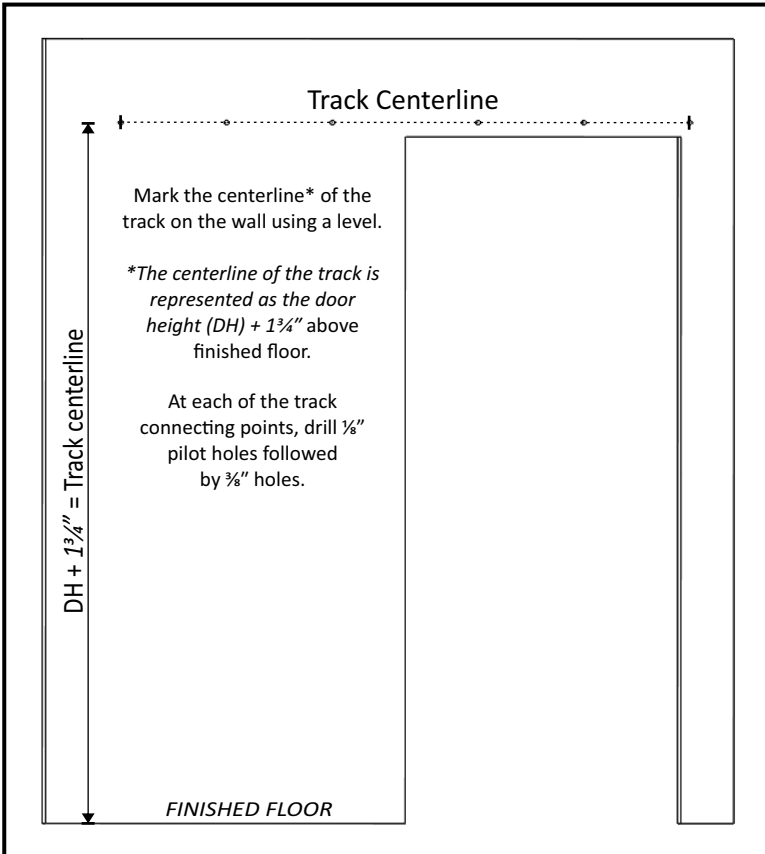 Track Centerline
Mark the centerline* of the
track on the wall using a level.
*The centerline of the track is
represented as the door
height (DH) + 1¾” above
finished floor.
At each of the track
connecting points, drill ⅛”
pilot holes followed
by ⅜” holes.
DH + 1¾” = Track centerline
FINISHED FLOOR